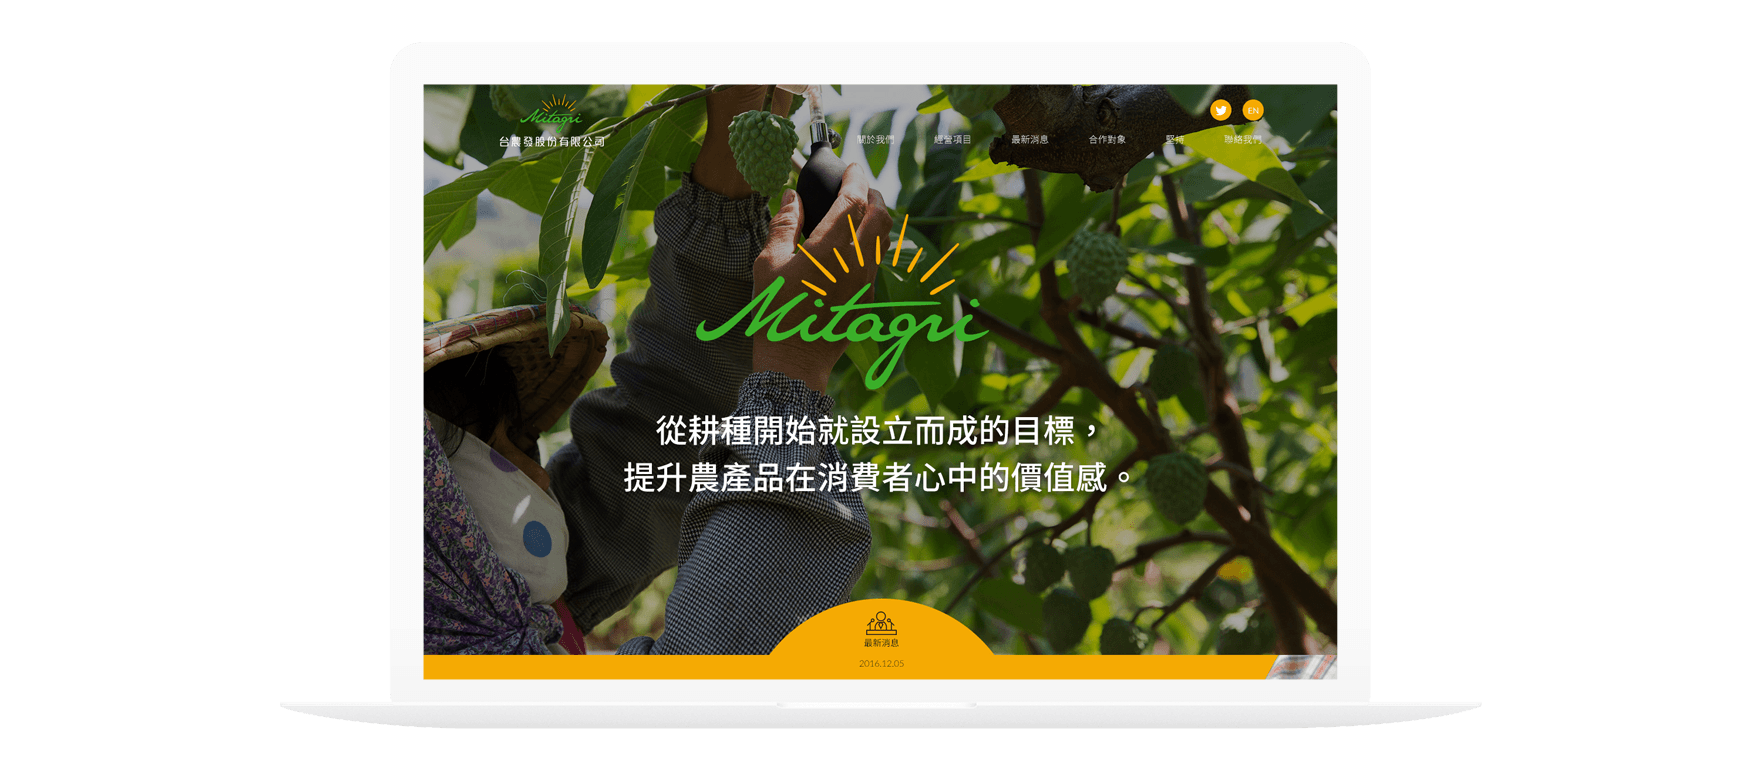 Mitagri
台農發股份有限公司
EN
關於我們 經營項目 最新消息 合作對象 堅持 聯絡我們
Mitagri
從耕種開始就設立而成的目標，
提升農產品在消費者心中的價值感。
最新消息
2016.12.05